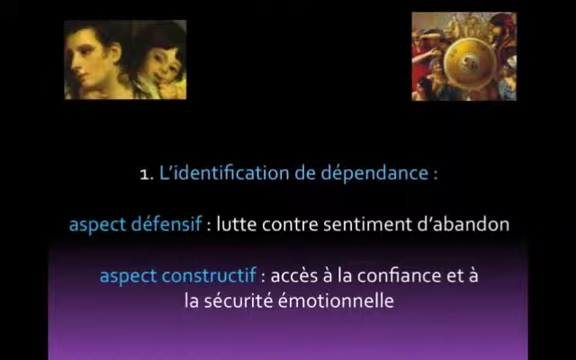 1. L'identification de dépendance :
aspect défensif : lutte contre sentiment d'abandon
aspect constructif : accès à la confiance et à
la sécurité émotionnelle